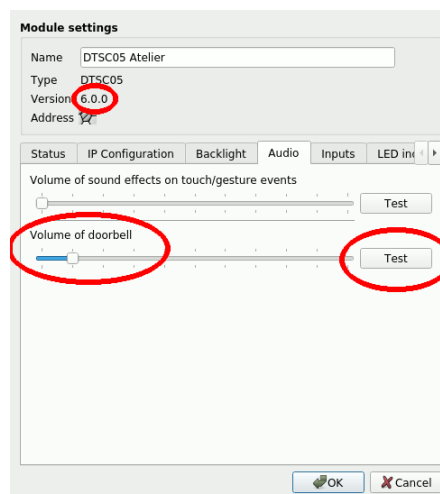 Module settings
Name DTSC05 Atelier
Type DTSC05
Version 6.0.0
Address
Status IP Configuration Backlight Audio Inputs LED in
Volume of sound effects on touch/gesture events
Test
Volume of doorbell
Test
OK Cancel